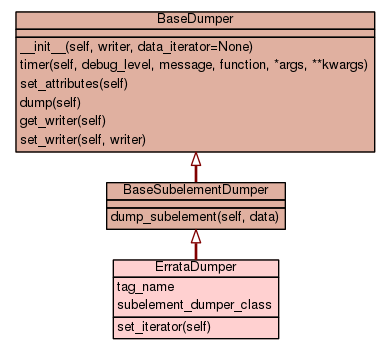 BaseDumper
__init__(self, writer, data_iterator=None)
timer(self, debug_level, message, function, *args, **kwargs)
set_attributes(self)
dump(self)
get_writer(self)
set_writer(self, writer)
BaseSubelementDumper
dump_subelement(self, data)
ErrataDumper
tag_name
subelement_dumper_class
set_iterator(self)